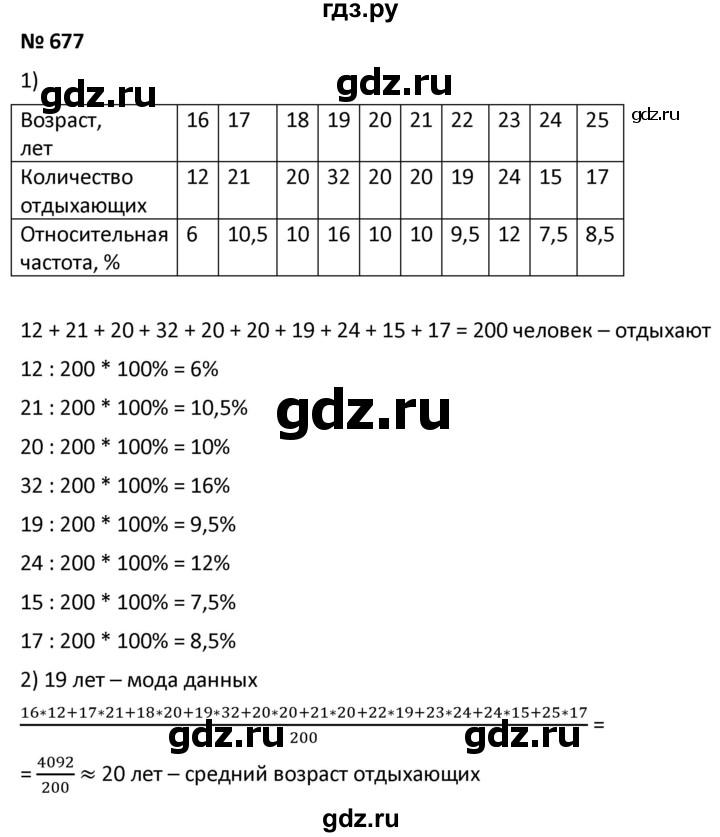 гдз.ру
№ 677
gdz.ru
1)
gdz.ru
gdz.ru
Возраст, лет 16 17 18 19 20 21 22 23 24 25
Количество отдыхающих 12 21 20 32 20 20 19 24 15 17
Относительная частота, % 6 10,5 10 16 10 10 9,5 12 7,5 8,5
12 + 21 + 20 + 32 + 20 + 20 + 19 + 24 + 15 + 17 = 200 человек – отдыхают
12 : 200 * 100% = 6%
21 : 200 * 100% = 10,5%
gdz.ru
20 : 200 * 100% = 10%
32 : 200 * 100% = 16%
19 : 200 * 100% = 9,5%
24 : 200 * 100% = 12%
15 : 200 * 100% = 7,5%
17 : 200 * 100% = 8,5%
2) 19 лет – мода данных
16*12+17*21+18*20+19*32+20*20+21*20+22*19+23*24+24*15+25*17
200 =
gdz.ru gdz.ru
= 4092/200 ≈ 20 лет – средний возраст отдыхающих
gdz.ru